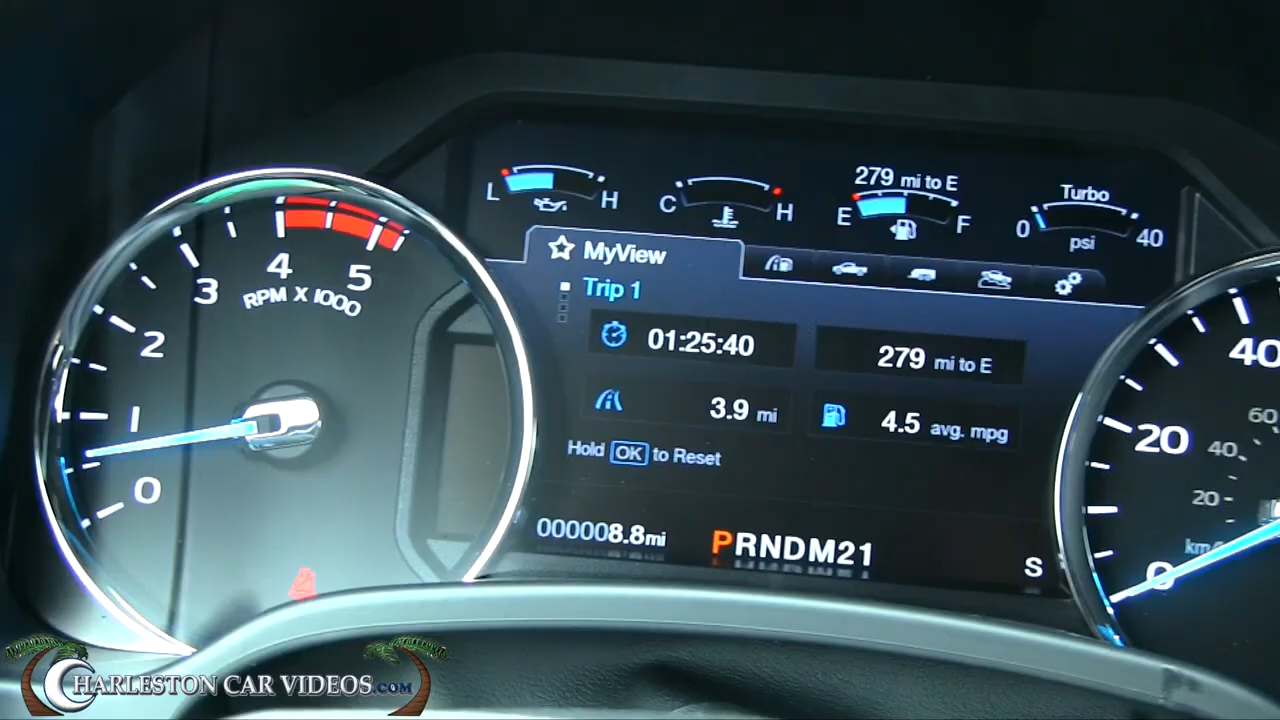 279 mi to E
L H
C H
E F
Turbo
0 40
psi
MyView
Trip 1
01:25:40
279 mi to E
3.9 mi
4.5 avg. mpg
Hold OK to Reset
000008.8mi
PRNDM21
S
0
1
2
3
4
5
RPM X 1000
40
20
0
60
40
20
km/
CHARLESTON CAR VIDEOS.COM